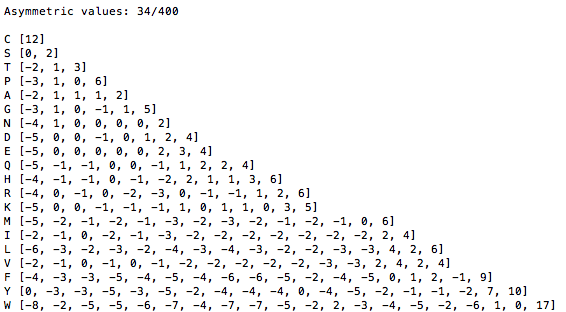 Asymmetric values: 34/400
C [12]
S [0, 2]
T [-2, 1, 3]
P [-3, 1, 0, 6]
A [-2, 1, 1, 1, 2]
G [-3, 1, 0, -1, 1, 5]
N [-4, 1, 0, 0, 0, 0, 2]
D [-5, 0, 0, -1, 0, 1, 2, 4]
E [-5, 0, 0, 0, 0, 0, 2, 3, 4]
Q [-5, -1, -1, 0, 0, -1, 1, 2, 2, 4]
H [-4, -1, -1, 0, -1, -2, 2, 1, 1, 3, 6]
R [-4, 0, -1, 0, -2, -3, 0, -1, -1, 1, 2, 6]
K [-5, 0, 0, -1, -1, -1, 1, 0, 1, 1, 0, 3, 5]
M [-5, -2, -1, -2, -1, -3, -2, -3, -2, -1, -2, -1, 0, 6]
I [-2, -1, 0, -2, -1, -3, -2, -2, -2, -2, -2, -2, -2, 2, 4]
L [-6, -3, -2, -3, -2, -4, -3, -4, -3, -2, -2, -3, -3, 4, 2, 6]
V [-2, -1, 0, -1, 0, -1, -2, -2, -2, -2, -2, -3, -3, 2, 4, 2, 4]
F [-4, -3, -3, -5, -4, -5, -4, -6, -6, -5, -2, -4, -5, 0, 1, 2, -1, 9]
Y [0, -3, -3, -5, -3, -5, -2, -4, -4, -4, 0, -4, -5, -2, -1, -1, -2, 7, 10]
W [-8, -2, -5, -5, -6, -7, -4, -7, -7, -5, -2, 2, -3, -4, -5, -2, -6, 1, 0, 17]